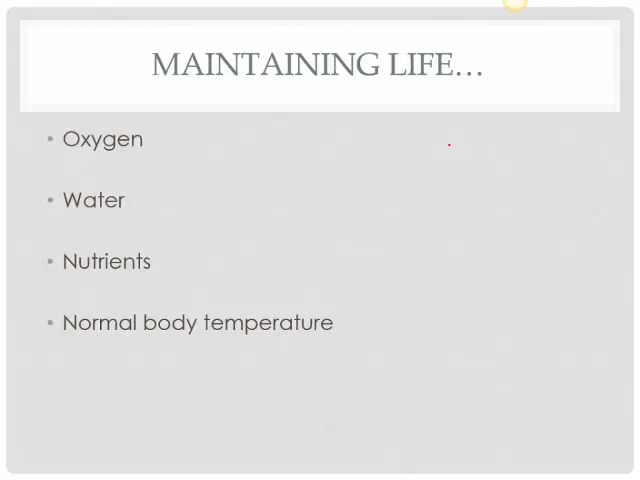 MAINTAINING LIFE…
• Oxygen
• Water
• Nutrients
• Normal body temperature